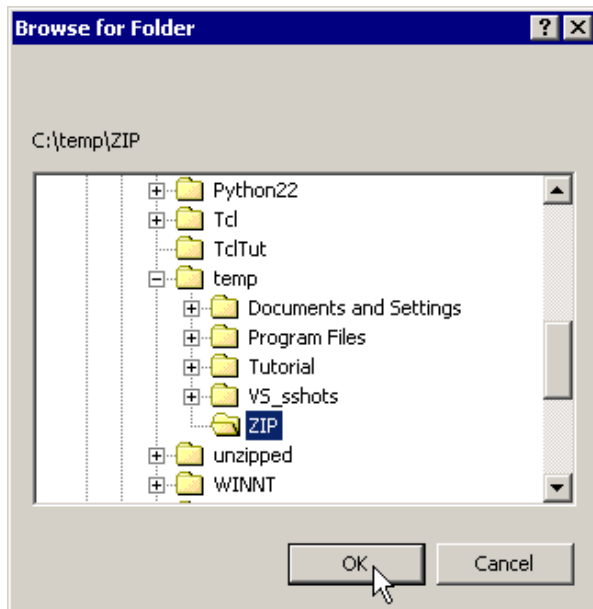 Browse for Folder
C:\temp\ZIP
Python22
Tcl
TclTut
temp
Documents and Settings
Program Files
Tutorial
VS_sshots
ZIP
unzipped
WINNT
OK Cancel